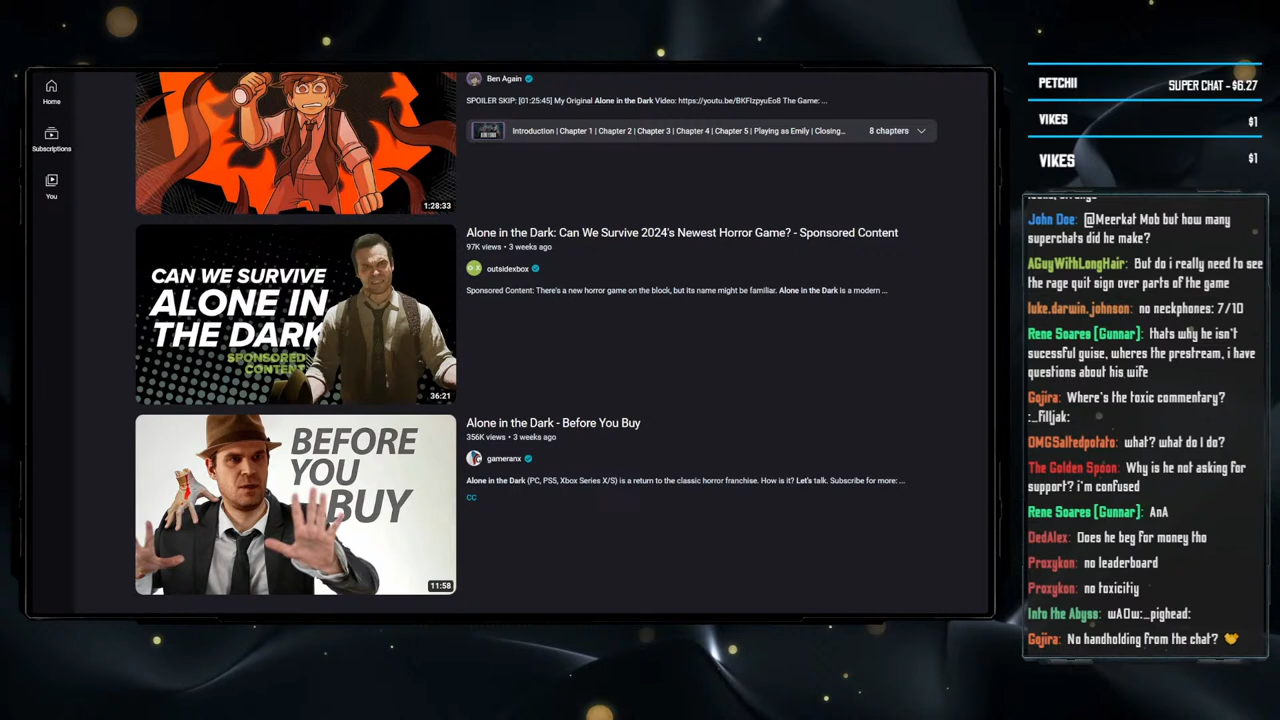 Home
Subscriptions
You
1:28:33
Ben Again
SPOILER SKIP: [01:25:45] My Original Alone in the Dark Video: https://youtu.be/BKFIzpyuEo8 The Game: ...
Introduction | Chapter 1 | Chapter 2 | Chapter 3 | Chapter 4 | Chapter 5 | Playing as Emily | Closing...
8 chapters
CAN WE SURVIVE
ALONE IN
THE DARK
SPONSORED
CONTENT
36:21
Alone in the Dark: Can We Survive 2024's Newest Horror Game? - Sponsored Content
97K views • 3 weeks ago
outsidexbox
Sponsored Content: There's a new horror game on the block, but its name might be familiar. Alone in the Dark is a modern ...
BEFORE
YOU
BUY
11:58
Alone in the Dark - Before You Buy
356K views • 3 weeks ago
gameranx
Alone in the Dark (PC, PS5, Xbox Series X/S) is a return to the classic horror franchise. How is it? Let's talk. Subscribe for more: ...
CC
PETCHII SUPER CHAT - $6.27
VIKES $1
VIKES $1
John Doe: @Meerkat Mob but how many
superchats did he make?
AGuyWithLongHair: But do i really need to see
the rage quit sign over parts of the game
luke.darwin.johnson: no neckphones: 7/10
Rene Soares [Gunnar]: thats why he isn't
sucessful guise, wheres the prestream, i have
questions about his wife
Gojira: Where's the toxic commentary?
:_filljak:
OMGSaltedpotato: what? what do I do?
The Golden Spoon: Why is he not asking for
support? i'm confused
Rene Soares [Gunnar]: AnA
DedAlex: Does he beg for money tho
Proxykon: no leaderboard
Proxykon: no toxicitiy
Into the Abyss: wAOw:_pighead:
Gojira: No handholding from the chat?